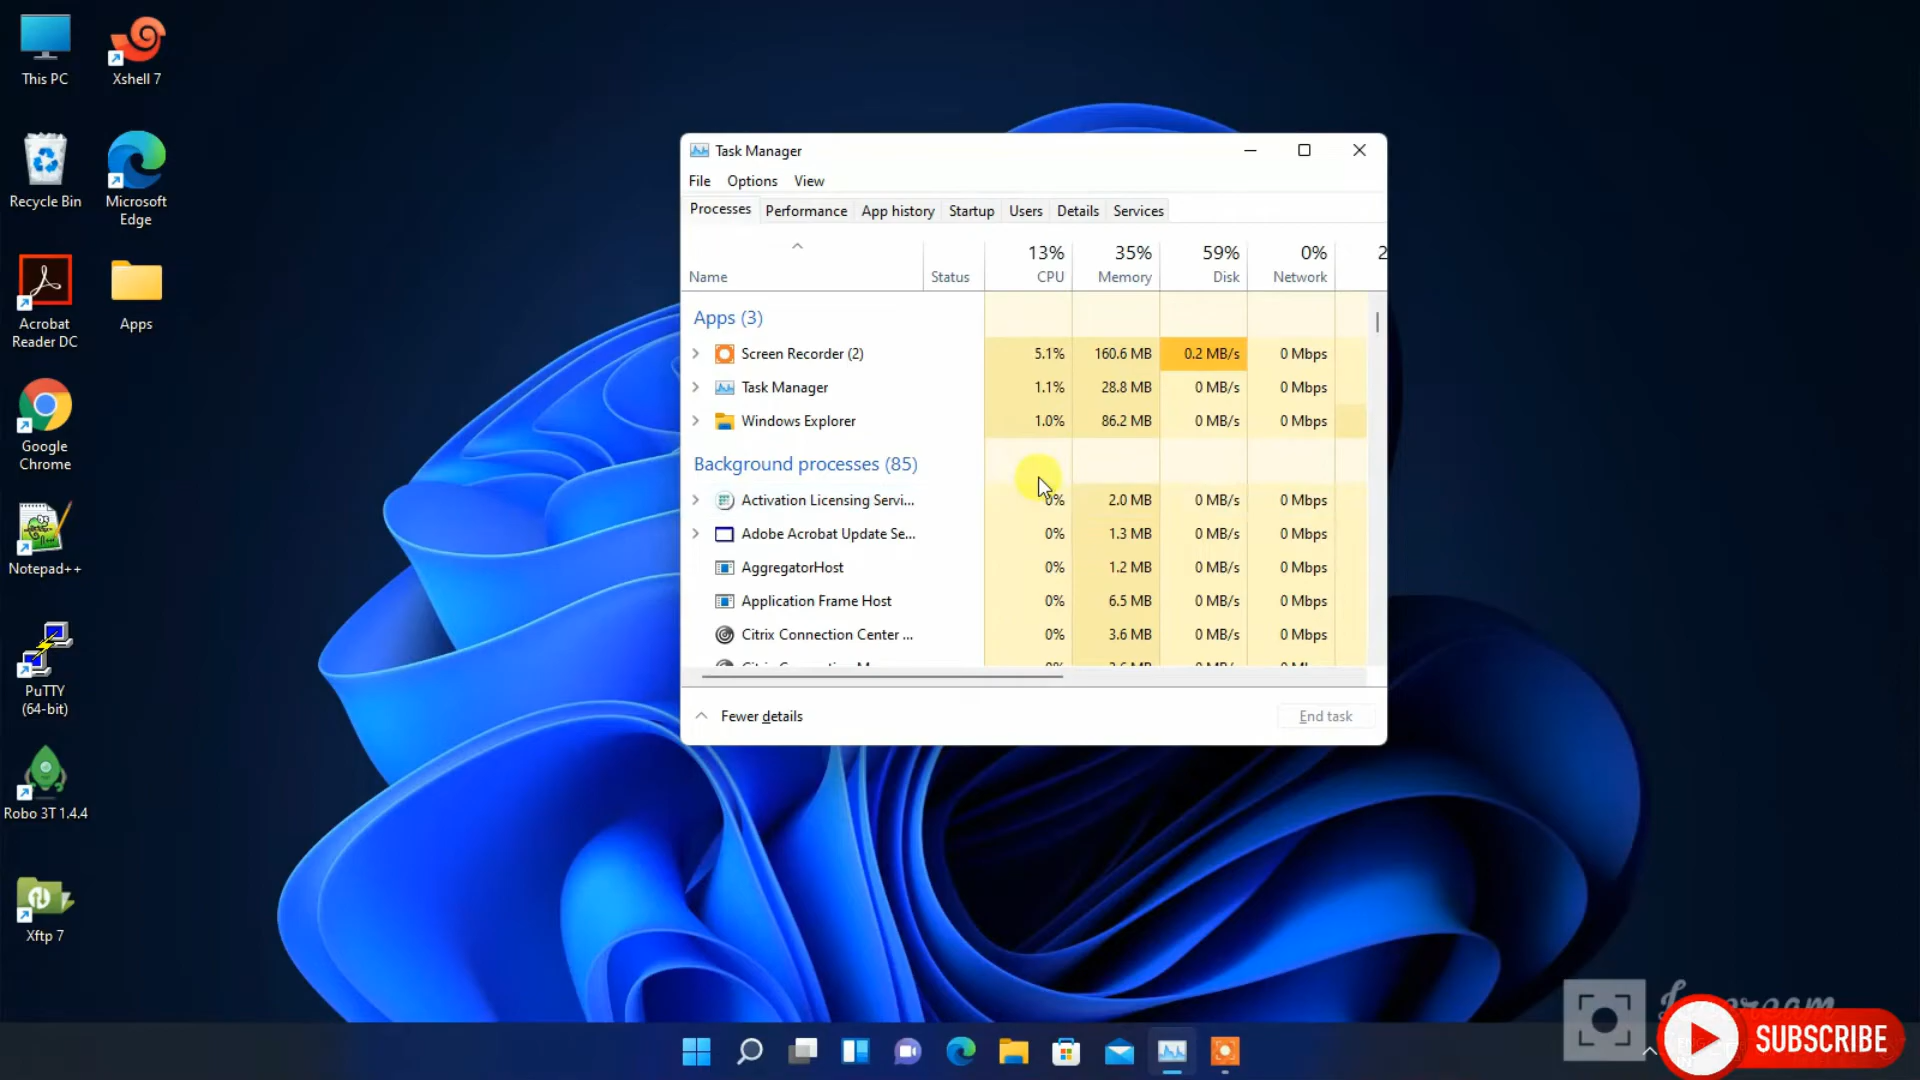 This PC
Xshell 7
Recycle Bin
Microsoft
Edge
Acrobat
Reader DC
Apps
Google
Chrome
Notepad++
PuTTY
(64-bit)
Robo 3T 1.4.4
Xftp 7
Task Manager
File Options View
Processes Performance App history Startup Users Details Services
13% 35% 59% 0% 2
Name Status CPU Memory Disk Network
Apps (3)
Screen Recorder (2) 5.1% 160.6 MB 0.2 MB/s 0 Mbps
Task Manager 1.1% 28.8 MB 0 MB/s 0 Mbps
Windows Explorer 1.0% 86.2 MB 0 MB/s 0 Mbps
Background processes (85)
Activation Licensing Servi... 0% 2.0 MB 0 MB/s 0 Mbps
Adobe Acrobat Update Se... 0% 1.3 MB 0 MB/s 0 Mbps
AggregatorHost 0% 1.2 MB 0 MB/s 0 Mbps
Application Frame Host 0% 6.5 MB 0 MB/s 0 Mbps
Citrix Connection Center ... 0% 3.6 MB 0 MB/s 0 Mbps
Fewer details End task
SUBSCRIBE